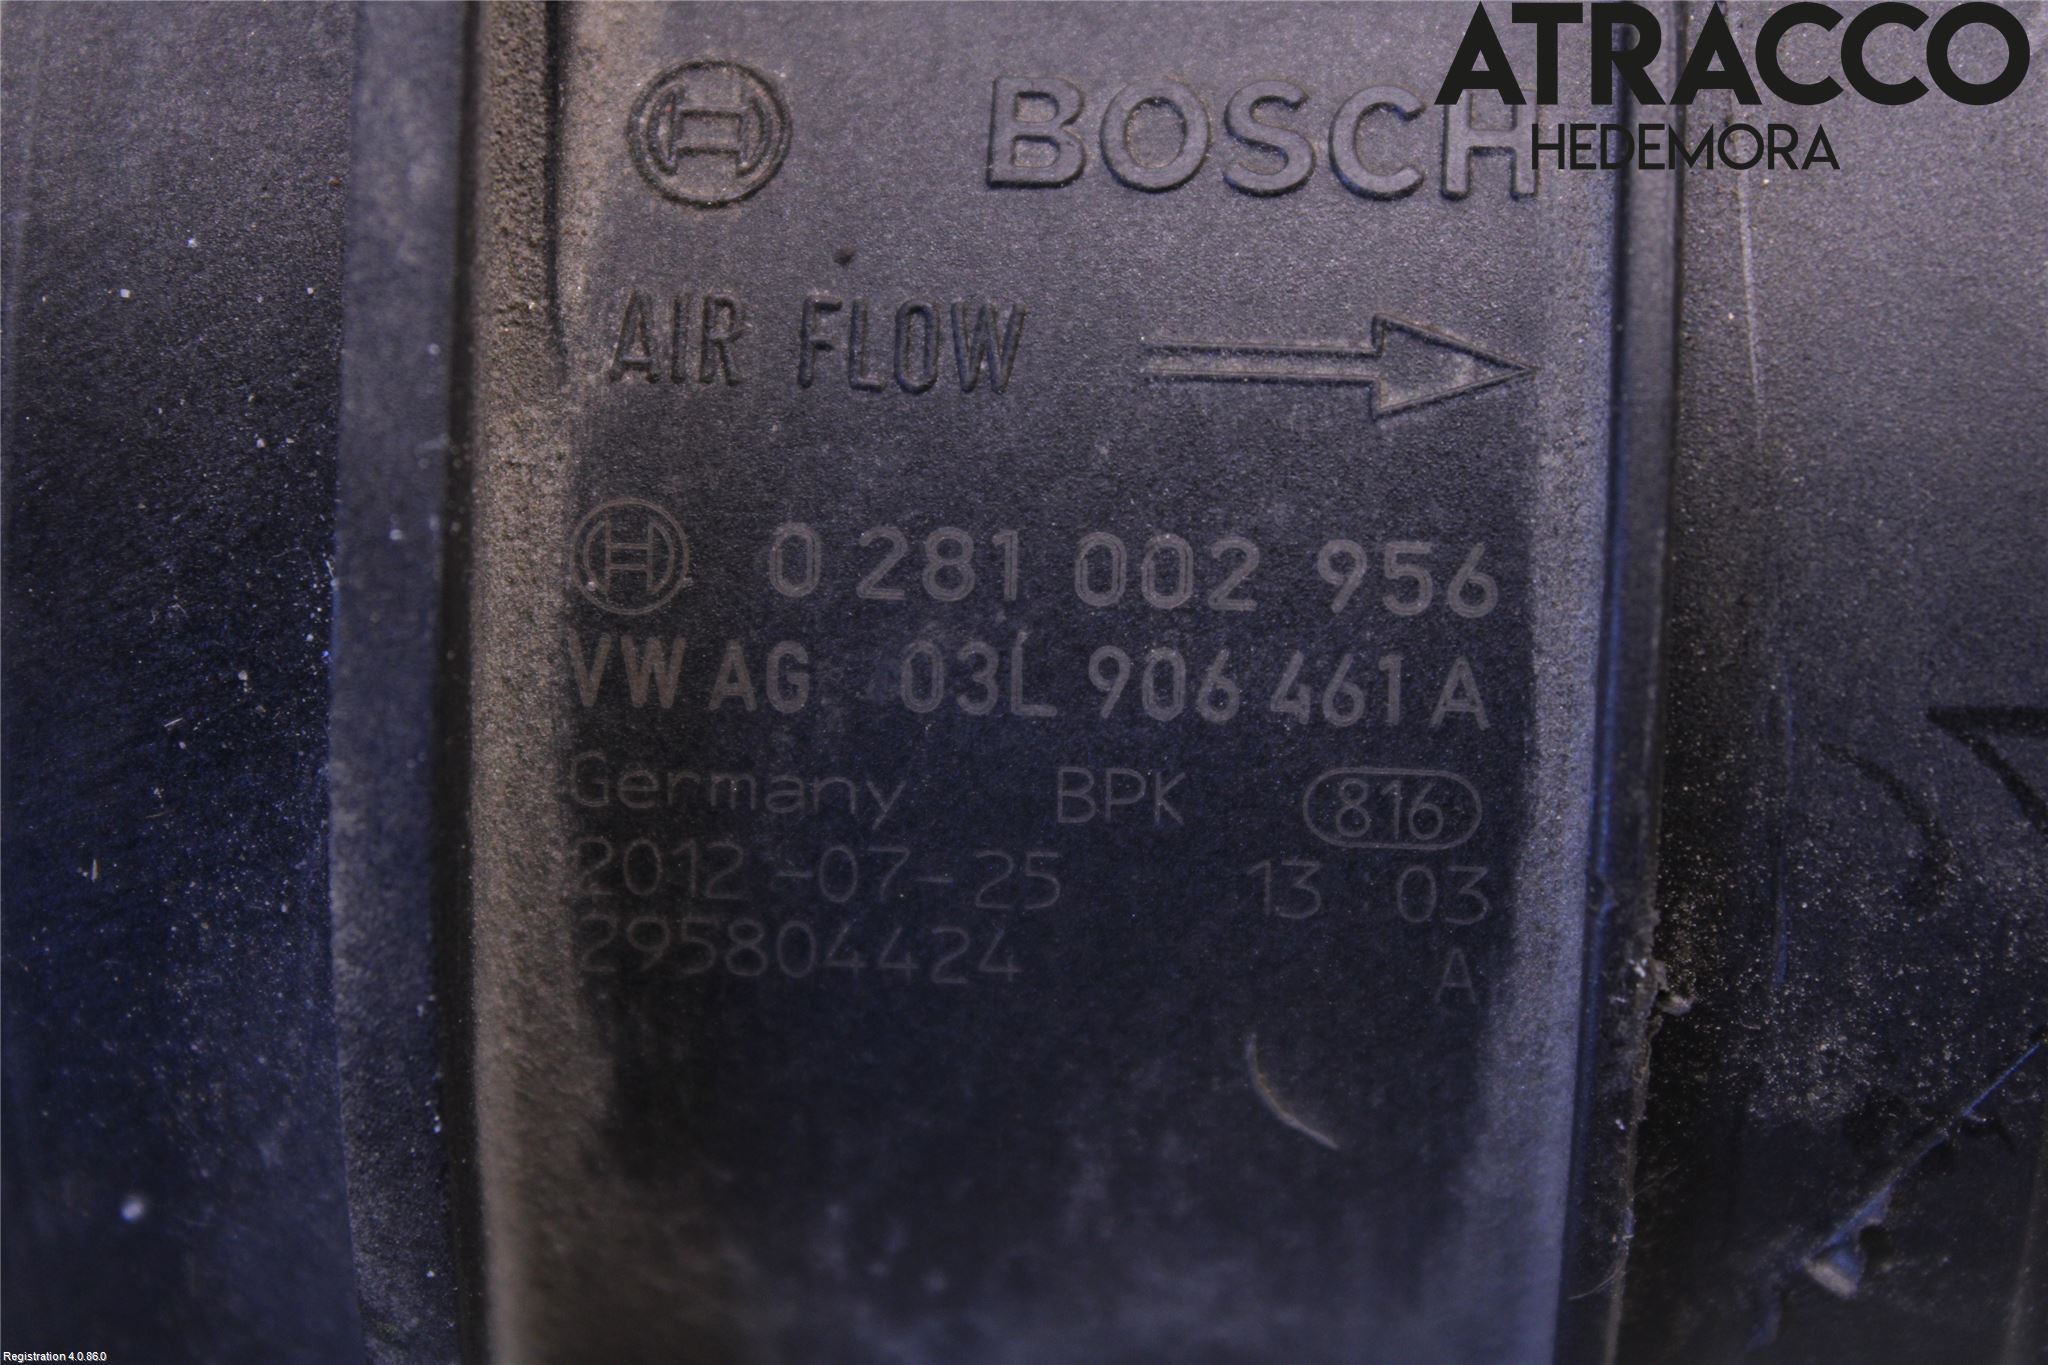 ATRACCO
HEDEMORA
BOSCH
AIR FLOW
0 281 002 956
VW AG 03L 906 461 A
Germany BPK 816
2012-07-25 13 03
295804424 A
Registration 4.0.86.0